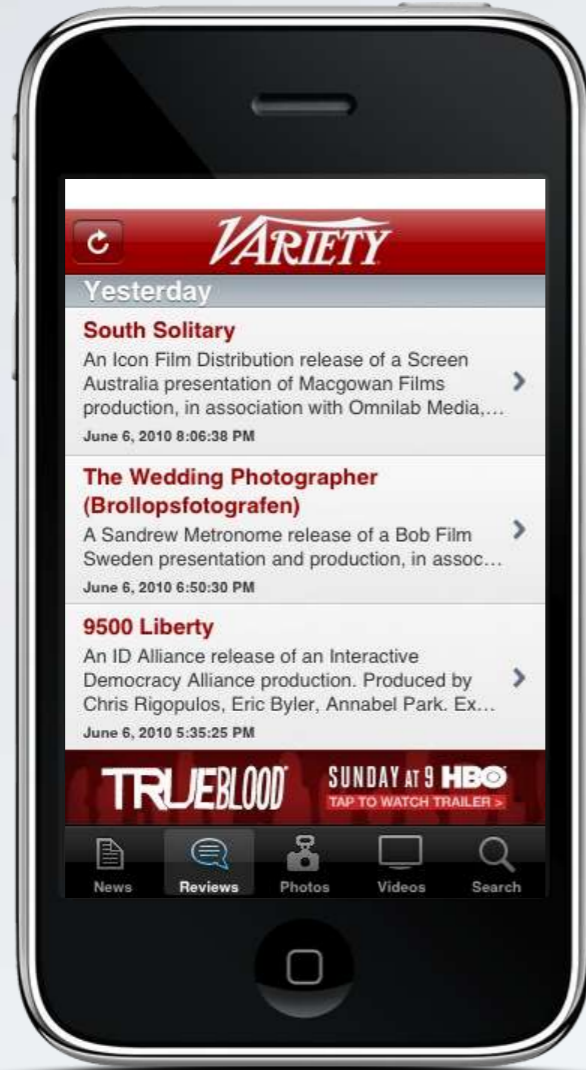 VARIETY
Yesterday
South Solitary
An Icon Film Distribution release of a Screen
Australia presentation of Macgowan Films
production, in association with Omnilab Media,...
June 6, 2010 8:06:38 PM
The Wedding Photographer
(Brollopsfotografen)
A Sandrew Metronome release of a Bob Film
Sweden presentation and production, in assoc...
June 6, 2010 6:50:30 PM
9500 Liberty
An ID Alliance release of an Interactive
Democracy Alliance production. Produced by
Chris Rigopulos, Eric Byler, Annabel Park. Ex...
June 6, 2010 5:35:25 PM
TRUEBLOOD SUNDAY AT 9 HBO
TAP TO WATCH TRAILER >
News Reviews Photos Videos Search